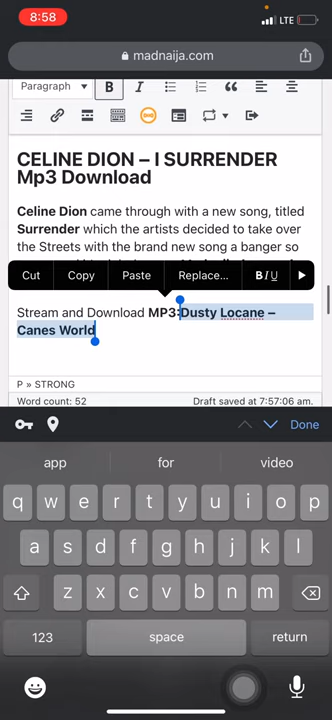 8:58 LTE
madnaija.com
Paragraph B I
CELINE DION – I SURRENDER
Mp3 Download
Celine Dion came through with a new song, titled
Surrender which the artists decided to take over
the Streets with the brand new song a banger so
Cut Copy Paste Replace... B I U
Stream and Download MP3:Dusty Locane –
Canes World
P » STRONG
Word count: 52 Draft saved at 7:57:06 am.
Done
app for video
q w e r t y u i o p
a s d f g h j k l
z x c v b n m
123 space return